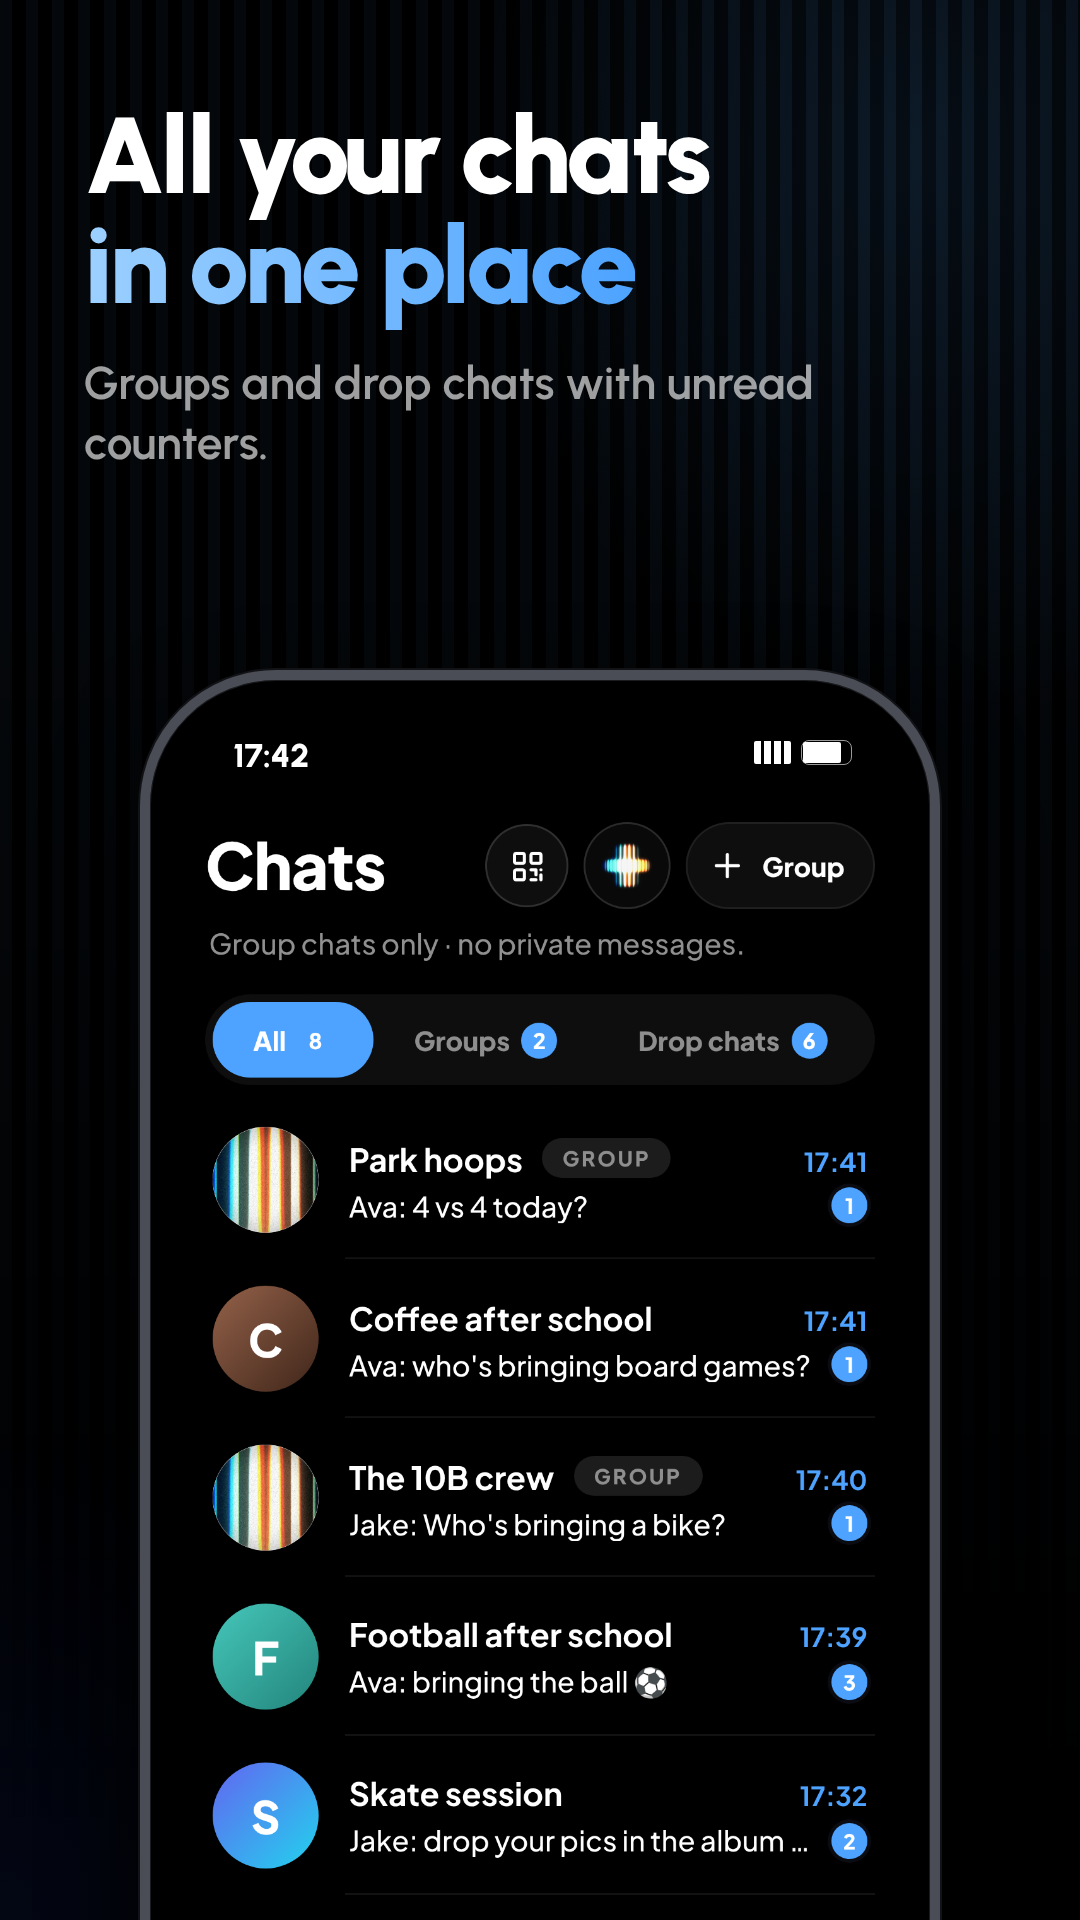 All your chats
in one place
Groups and drop chats with unread
counters.
17:42
Chats
+ Group
Group chats only · no private messages.
All 8 Groups 2 Drop chats 6
Park hoops GROUP 17:41
Ava: 4 vs 4 today? 1
C
Coffee after school 17:41
Ava: who's bringing board games? 1
The 10B crew GROUP 17:40
Jake: Who's bringing a bike? 1
F
Football after school 17:39
Ava: bringing the ball ⚽ 3
S
Skate session 17:32
Jake: drop your pics in the album ... 2